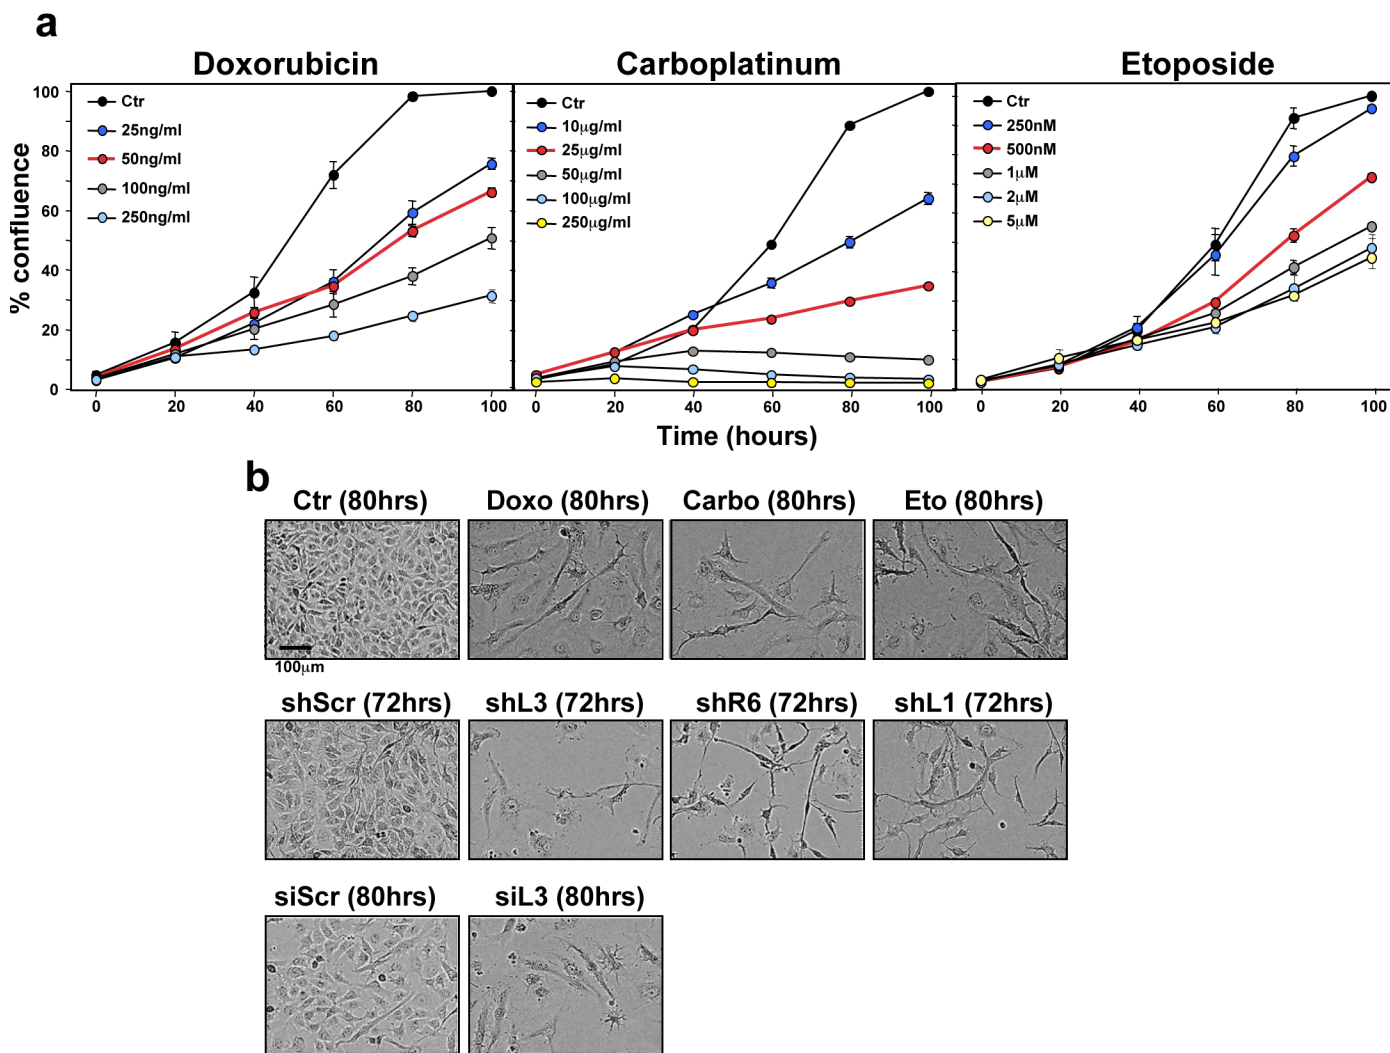 a
Doxorubicin
Carboplatinum
Etoposide
% confluence
100
80
60
40
20
0
Ctr
25ng/ml
50ng/ml
100ng/ml
250ng/ml
Ctr
10μg/ml
25μg/ml
50μg/ml
100μg/ml
250μg/ml
Ctr
250nM
500nM
1μM
2μM
5μM
0 20 40 60 80 100
0 20 40 60 80 100
0 20 40 60 80 100
Time (hours)
b
Ctr (80hrs)
Doxo (80hrs)
Carbo (80hrs)
Eto (80hrs)
100μm
shScr (72hrs)
shL3 (72hrs)
shR6 (72hrs)
shL1 (72hrs)
siScr (80hrs)
siL3 (80hrs)